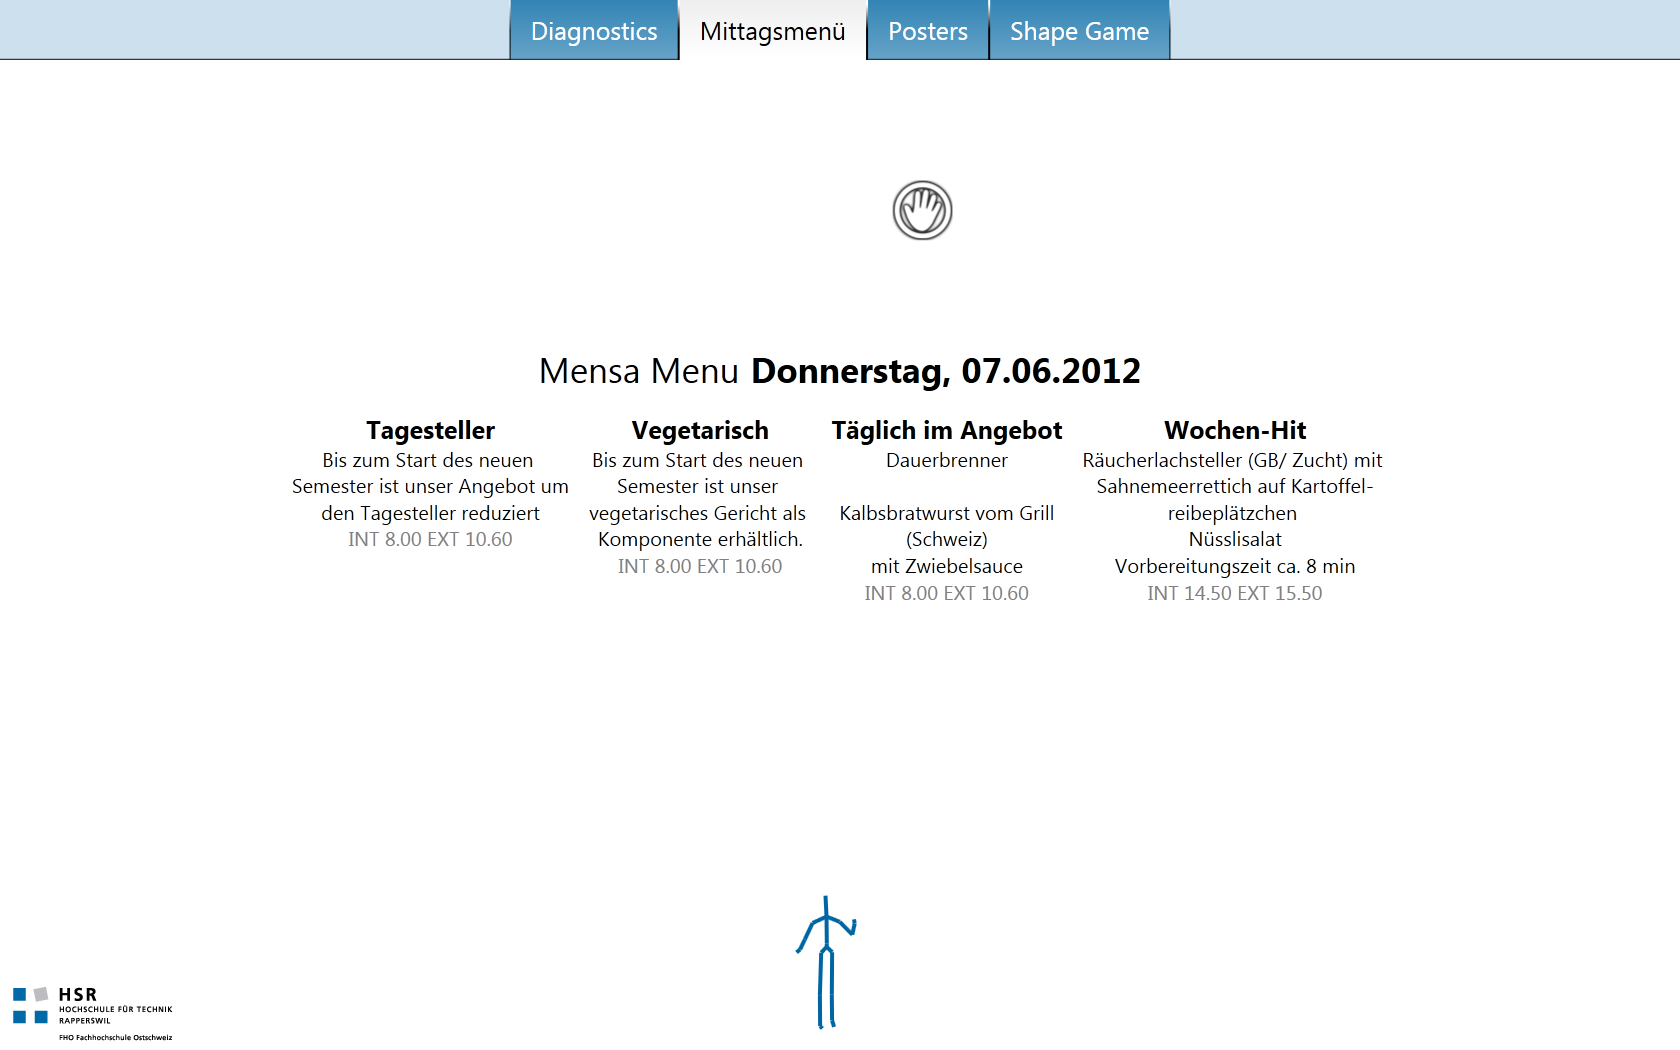 Diagnostics
Mittagsmenü
Posters
Shape Game
Mensa Menu Donnerstag, 07.06.2012
Tagesteller
Bis zum Start des neuen
Semester ist unser Angebot um
den Tagesteller reduziert
INT 8.00 EXT 10.60
Vegetarisch
Bis zum Start des neuen
Semester ist unser
vegetarisches Gericht als
Komponente erhältlich.
INT 8.00 EXT 10.60
Täglich im Angebot
Dauerbrenner
Kalbsbratwurst vom Grill
(Schweiz)
mit Zwiebelsauce
INT 8.00 EXT 10.60
Wochen-Hit
Räucherlachsteller (GB/ Zucht) mit
Sahnemeerrettich auf Kartoffel-
reibeplätzchen
Nüsslisalat
Vorbereitungszeit ca. 8 min
INT 14.50 EXT 15.50
HSR
HOCHSCHULE FÜR TECHNIK
RAPPERSWIL
FHO Fachhochschule Ostschweiz